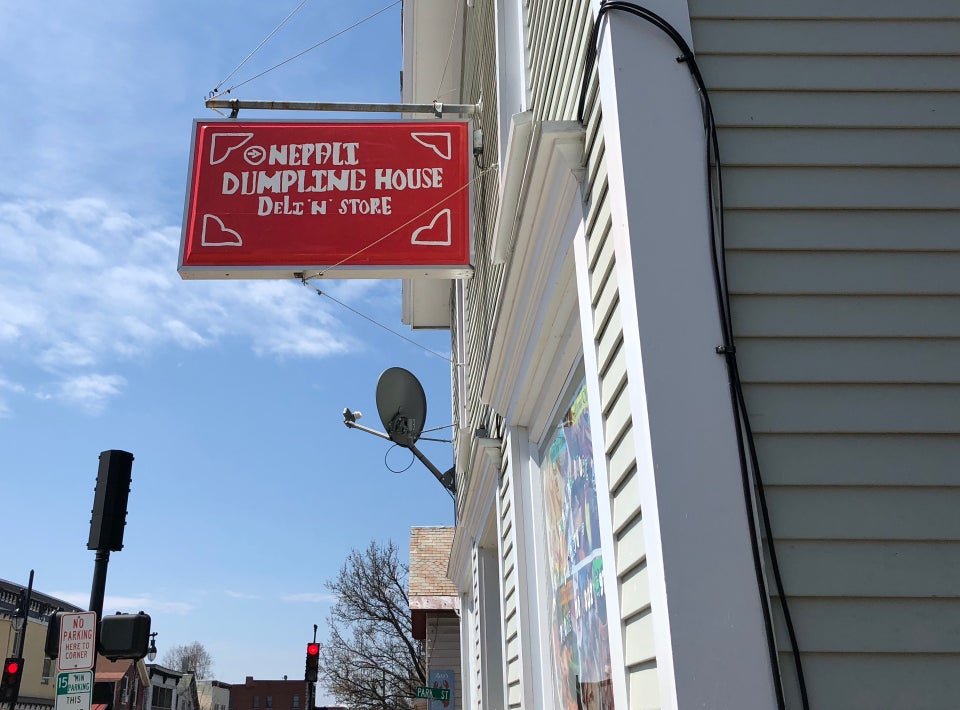 NEPALI
DUMPLING HOUSE
DELI 'N' STORE
NO
PARKING
HERE TO
CORNER
15 MIN
PARKING
THIS
PARK ST